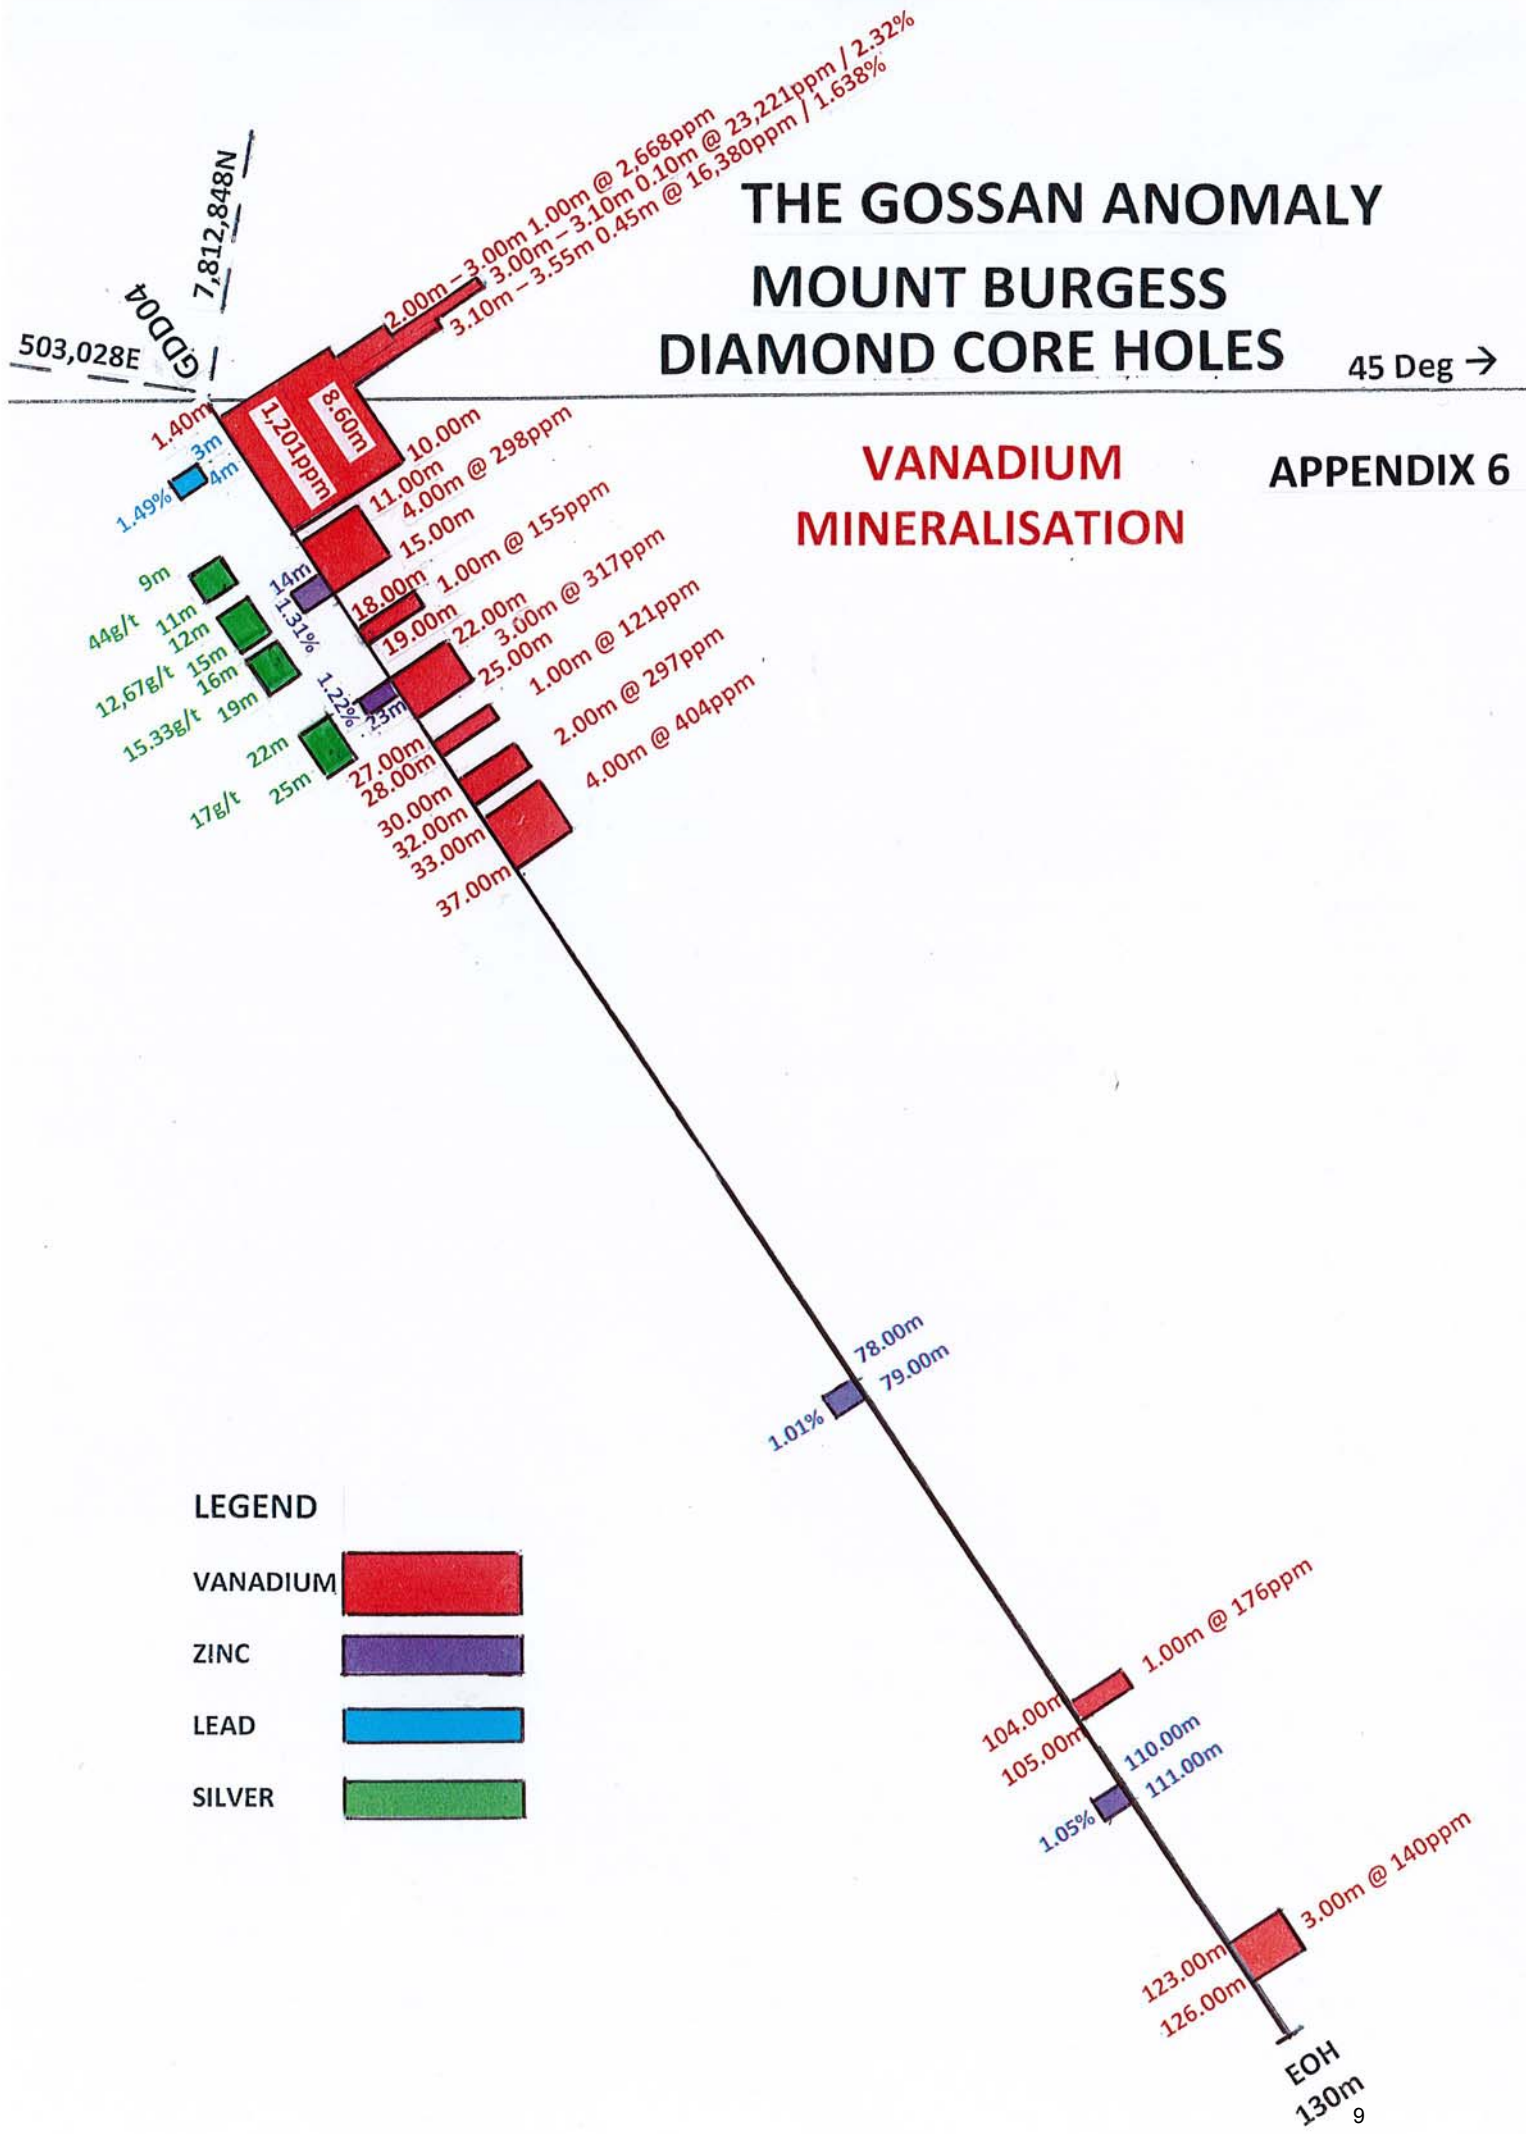 2.00m – 3.00m 1.00m @ 2,668ppm
3.00m – 3.10m 0.10m @ 23,221ppm / 2.32%
3.10m – 3.55m 0.45m @ 16,380ppm / 1.638%
7,812,848N
GDD04
503,028E
THE GOSSAN ANOMALY
MOUNT BURGESS
DIAMOND CORE HOLES
45 Deg →
VANADIUM
MINERALISATION
APPENDIX 6
1.40m
8.60m
1,201ppm
3m
4m
1.49%
10.00m
11.00m
4.00m @ 298ppm
15.00m
9m
11m
44g/t
14m
1.31%
18.00m
1.00m @ 155ppm
19.00m
12m
15m
12,67g/t
16m
19m
15.33g/t
22.00m
3.00m @ 317ppm
25.00m
1.22%
23m
22m
25m
17g/t
1.00m @ 121ppm
27.00m
28.00m
2.00m @ 297ppm
30.00m
32.00m
4.00m @ 404ppm
33.00m
37.00m
78.00m
79.00m
1.01%
LEGEND
VANADIUM
ZINC
LEAD
SILVER
1.00m @ 176ppm
104.00m
105.00m
110.00m
111.00m
1.05%
3.00m @ 140ppm
123.00m
126.00m
EOH
130m
9